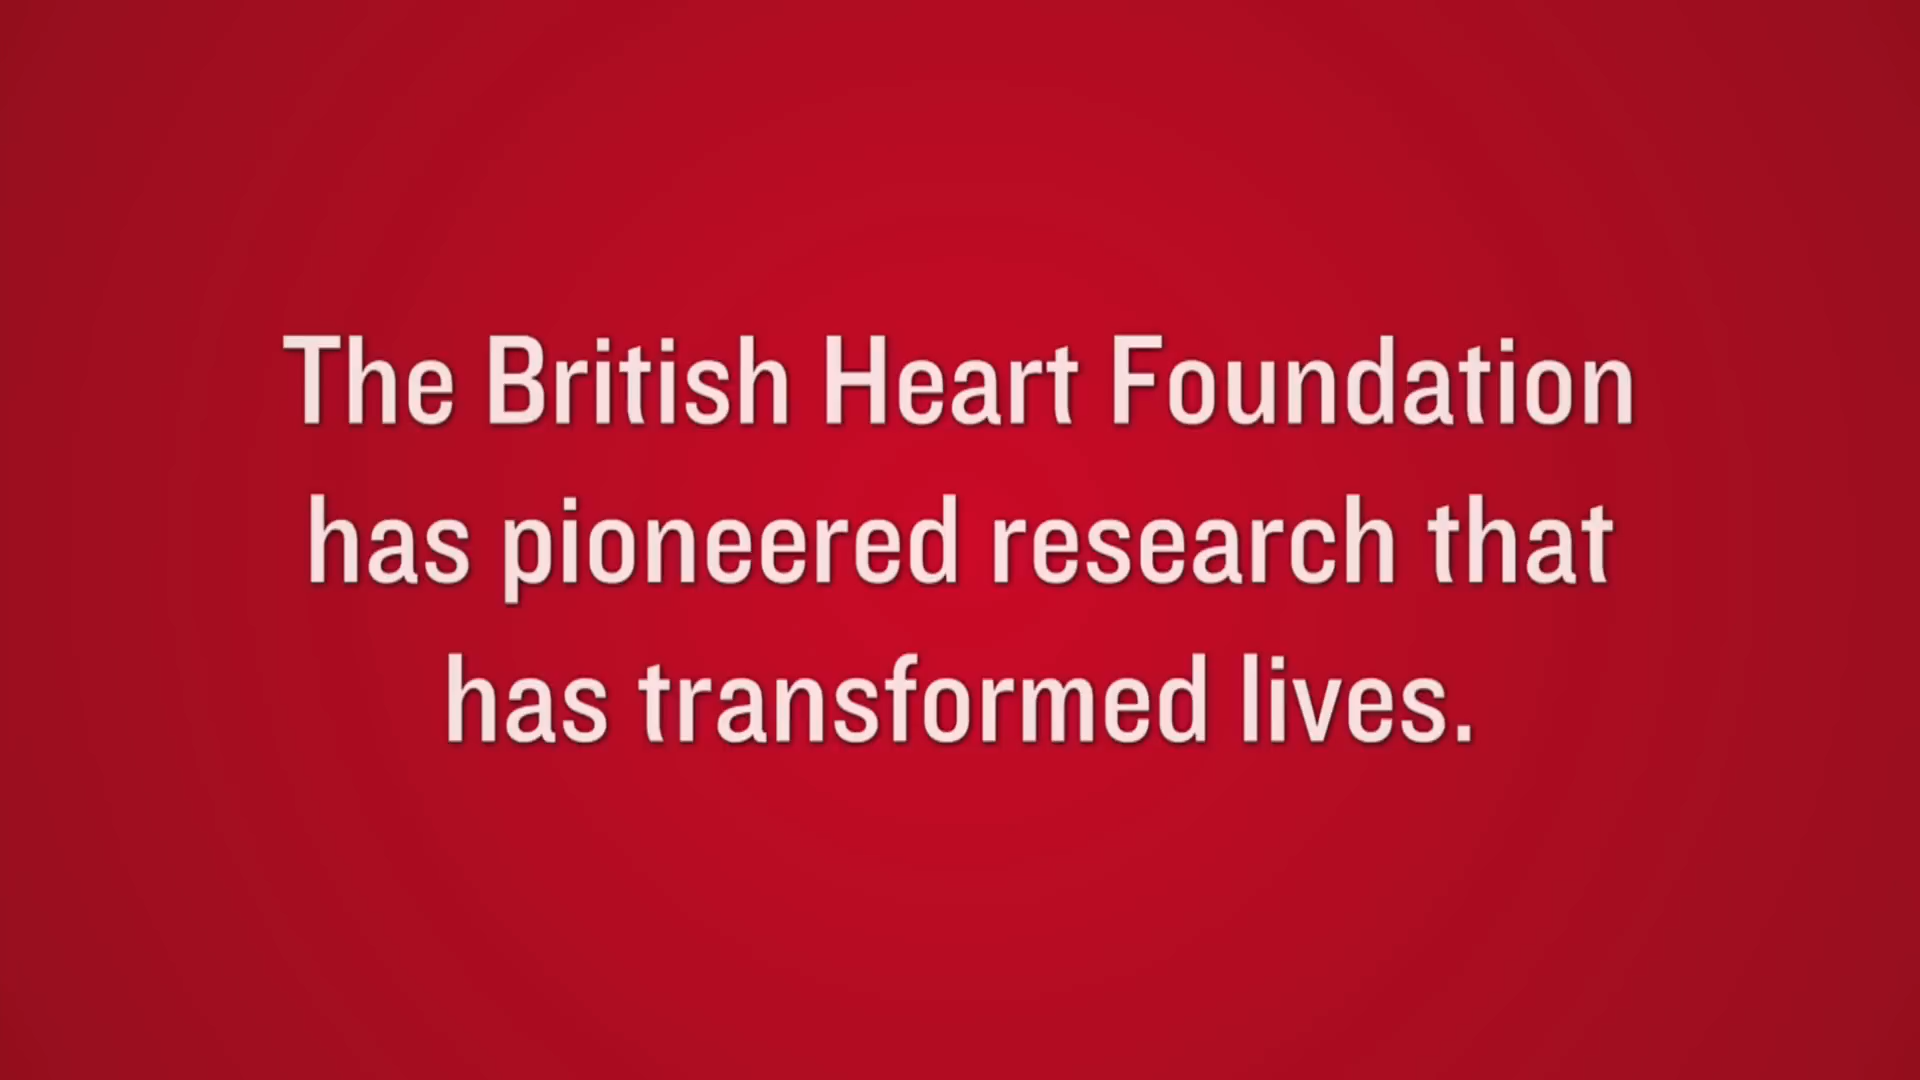 The British Heart Foundation
has pioneered research that
has transformed lives.